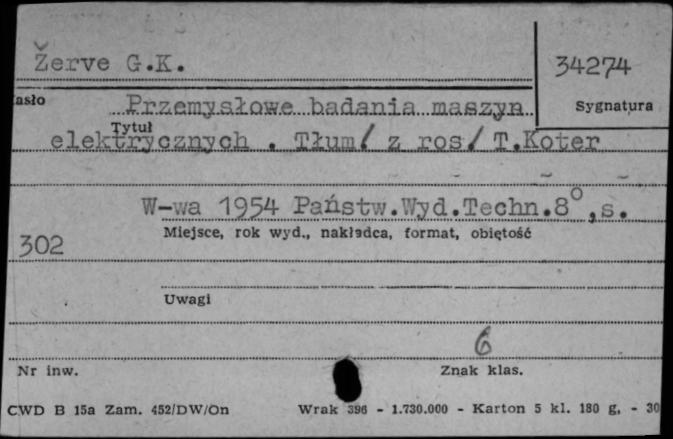 Žerve G.K.
34274
asło
Przemysłowe badania maszyn
Sygnatura
Tytuł
elektrycznych . Tłum/ z ros/ T.Koter
W-wa 1954 Państw.Wyd.Techn.8°,s.
Miejsce, rok wyd., nakładca, format, objętość
302
Uwagi
6
Nr inw.
Znak klas.
CWD B 15a Zam. 452/DW/On
Wrak 396 - 1.730.000 - Karton 5 kl. 180 g, - 30